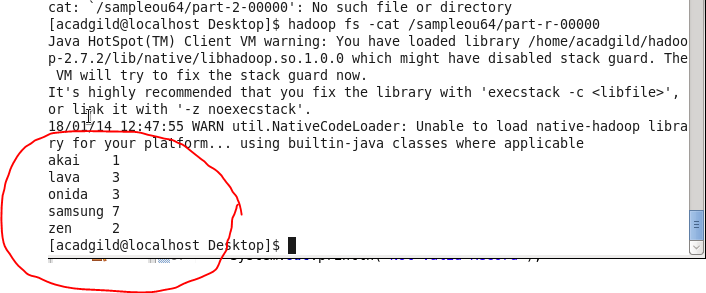 cat: `/sampleou64/part-2-00000': No such file or directory
[acadgild@localhost Desktop]$ hadoop fs -cat /sampleou64/part-r-00000
Java HotSpot(TM) Client VM warning: You have loaded library /home/acadgild/hadoo
p-2.7.2/lib/native/libhadoop.so.1.0.0 which might have disabled stack guard. The
 VM will try to fix the stack guard now.
It's highly recommended that you fix the library with 'execstack -c <libfile>',
or link it with '-z noexecstack'.
18/01/14 12:47:55 WARN util.NativeCodeLoader: Unable to load native-hadoop libra
ry for your platform... using builtin-java classes where applicable
akai    1
lava    3
onida   3
samsung 7
zen     2
[acadgild@localhost Desktop]$